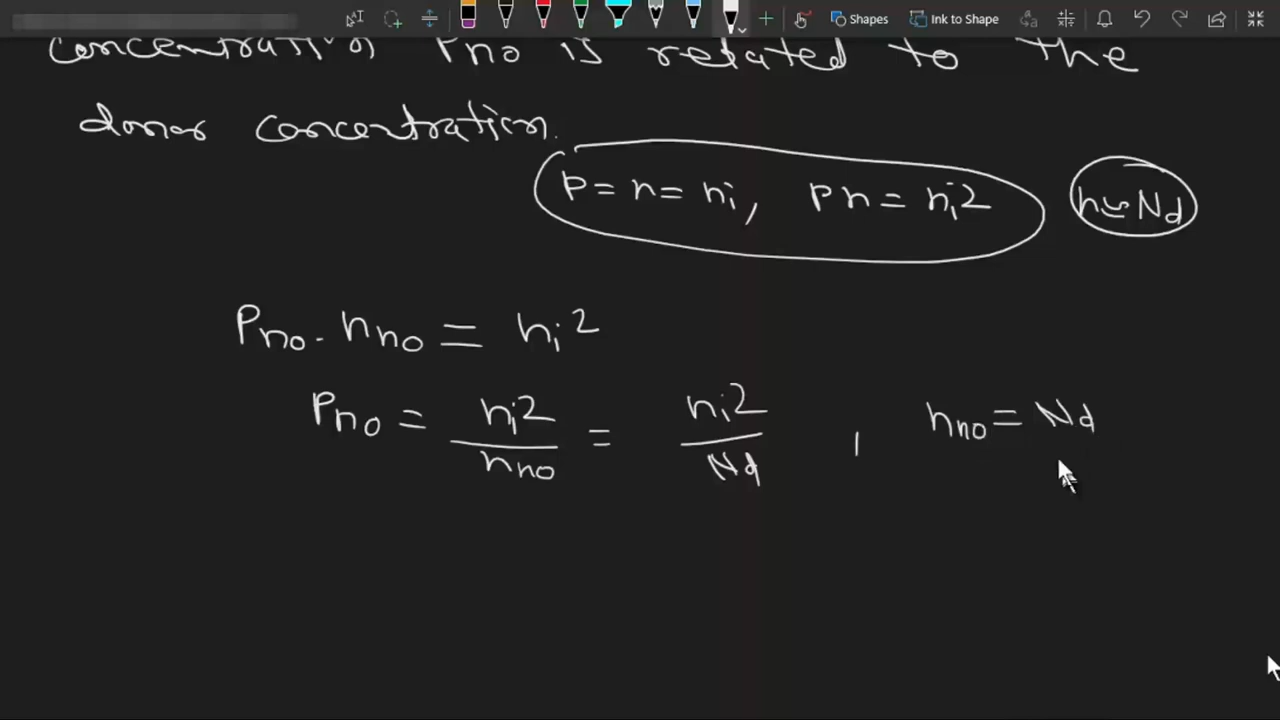 Shapes Ink to Shape
concentration Pno is related to the
donor concentration.
P = n = ni, Pn = ni2 n≃Nd
Pno . nno = ni2
Pno = ni2/nno = ni2/Nd , nno = Nd